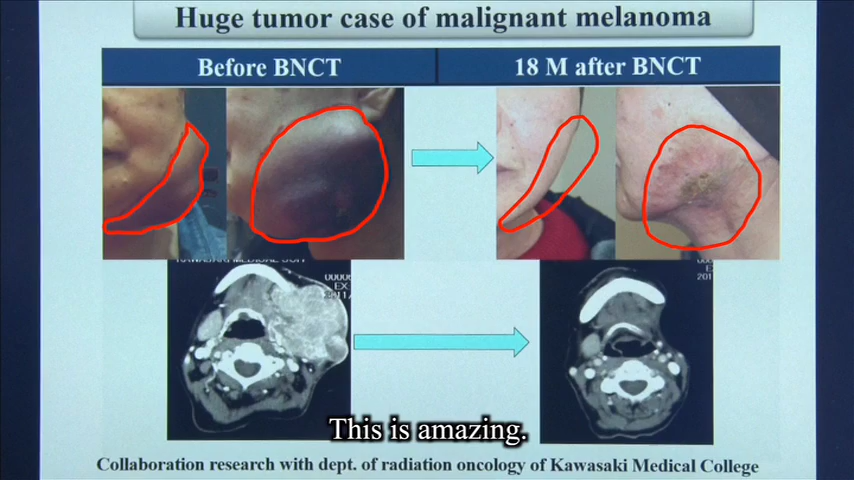 Huge tumor case of malignant melanoma
Before BNCT
18 M after BNCT
EX
This is amazing.
Collaboration research with dept. of radiation oncology of Kawasaki Medical College